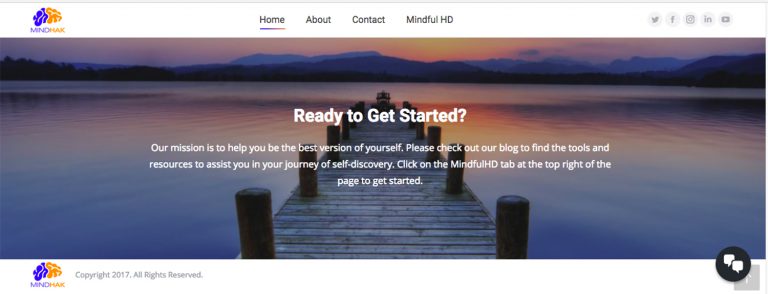 MINDHAK
Home About Contact Mindful HD
Ready to Get Started?
Our mission is to help you be the best version of yourself. Please check out our blog to find the tools and
resources to assist you in your journey of self-discovery. Click on the MindfulHD tab at the top right of the
page to get started.
MINDHAK
Copyright 2017. All Rights Reserved.